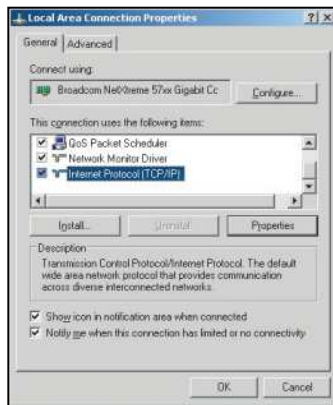 Local Area Connection Properties
General Advanced
Connect using:
Broadcom NetXtreme 57xx Gigabit Cc Configure...
This connection uses the following items:
QoS Packet Scheduler
Network Monitor Driver
Internet Protocol (TCP/IP)
Install... Uninstall Properties
Description
Transmission Control Protocol/Internet Protocol. The default
wide area network protocol that provides communication
across diverse interconnected networks.
Show icon in notification area when connected
Notify me when this connection has limited or no connectivity
OK Cancel